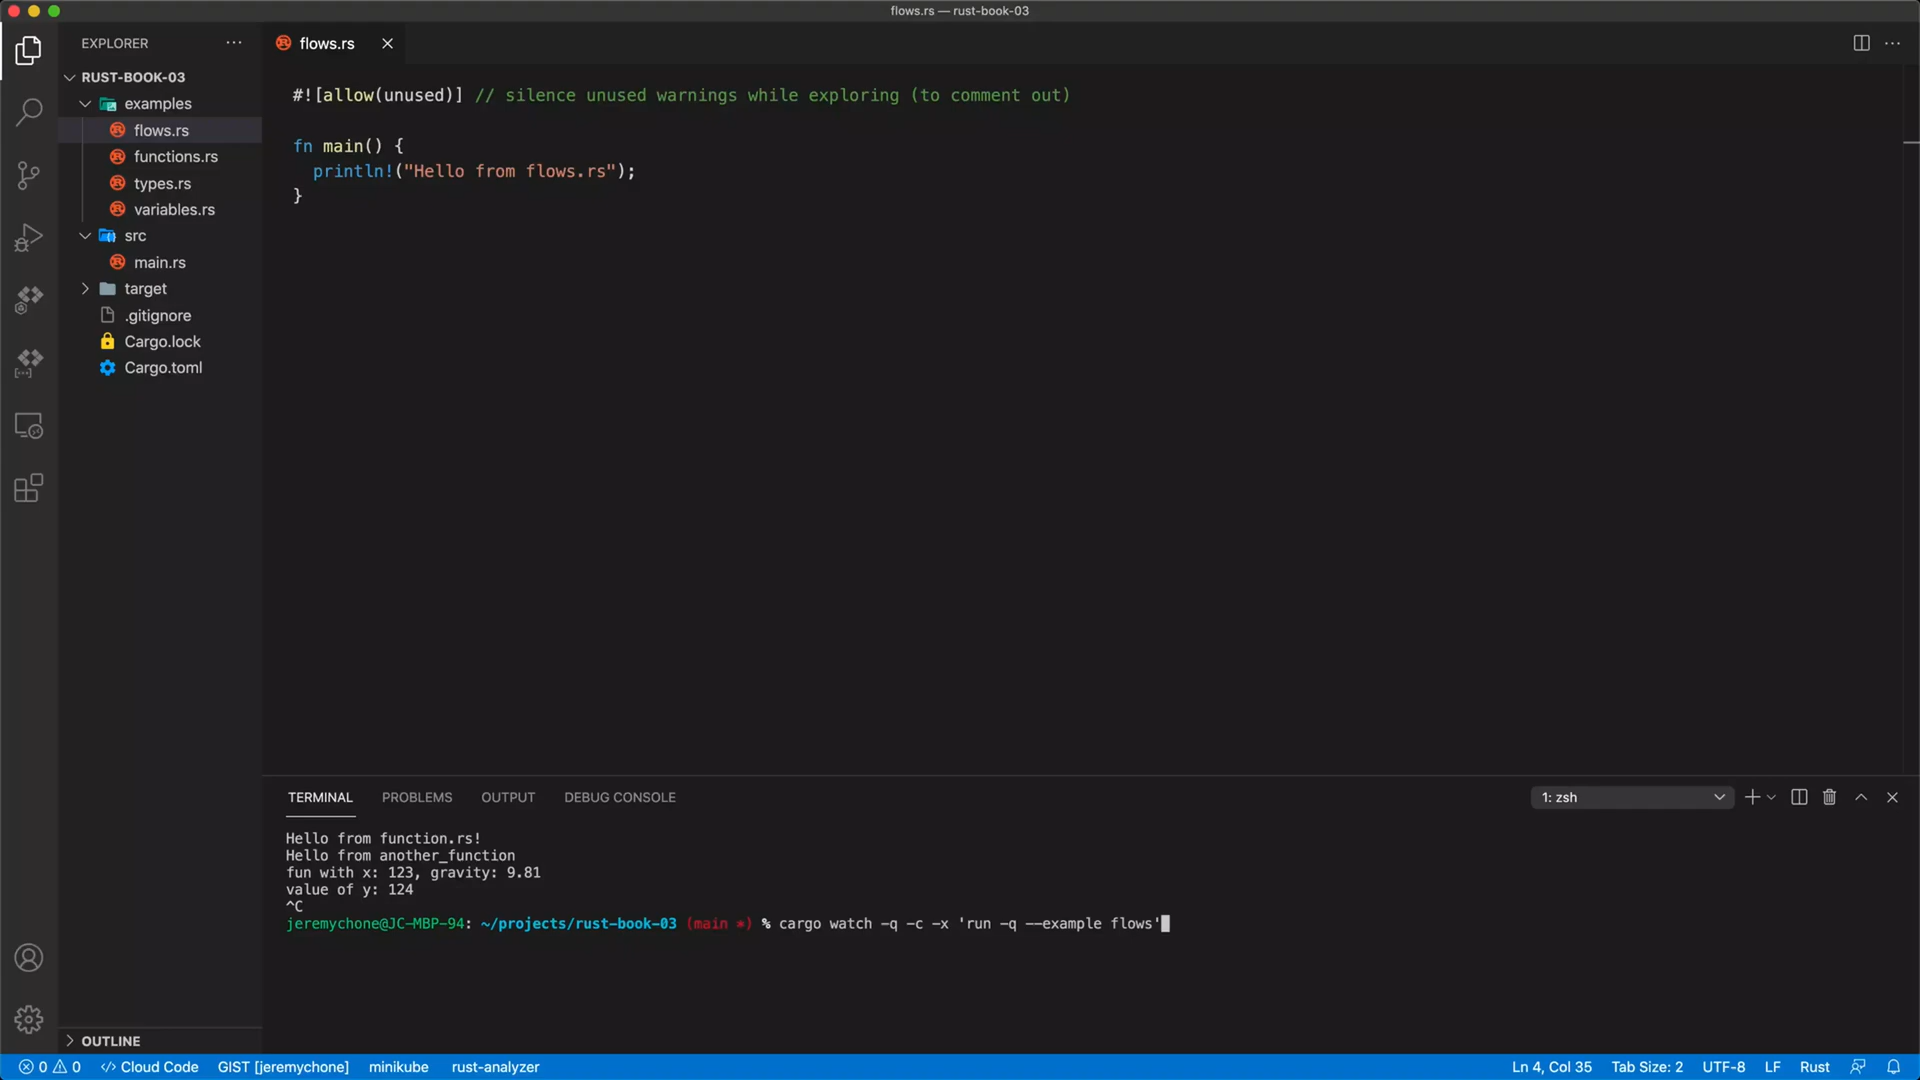 flows.rs — rust-book-03
EXPLORER
flows.rs
RUST-BOOK-03
examples
flows.rs
functions.rs
types.rs
variables.rs
src
main.rs
target
.gitignore
Cargo.lock
Cargo.toml
OUTLINE
#![allow(unused)] // silence unused warnings while exploring (to comment out)
fn main() {
println!("Hello from flows.rs");
}
TERMINAL PROBLEMS OUTPUT DEBUG CONSOLE
1: zsh
Hello from function.rs!
Hello from another_function
fun with x: 123, gravity: 9.81
value of y: 124
^C
jeremychone@JC-MBP-94: ~/projects/rust-book-03 (main *) % cargo watch -q -c -x 'run -q --example flows'
0 0 Cloud Code GIST [jeremychone] minikube rust-analyzer
Ln 4, Col 35 Tab Size: 2 UTF-8 LF Rust